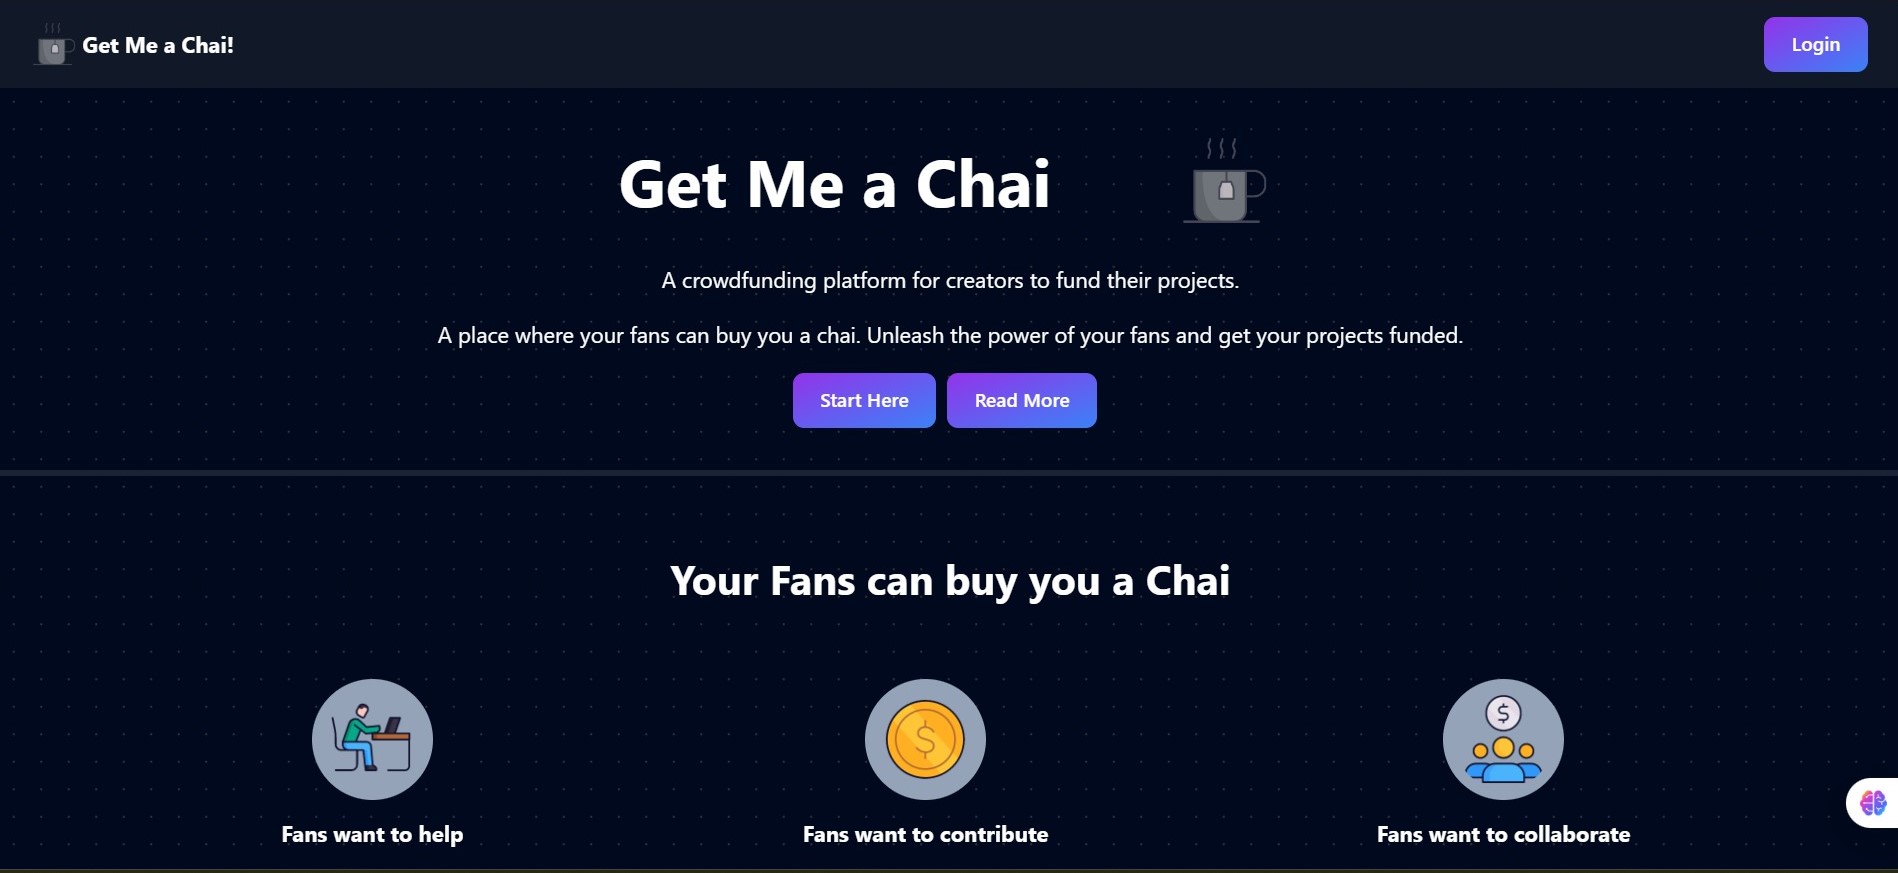 Get Me a Chai!
Login
Get Me a Chai
A crowdfunding platform for creators to fund their projects.
A place where your fans can buy you a chai. Unleash the power of your fans and get your projects funded.
Start Here
Read More
Your Fans can buy you a Chai
$
$
Fans want to help
Fans want to contribute
Fans want to collaborate